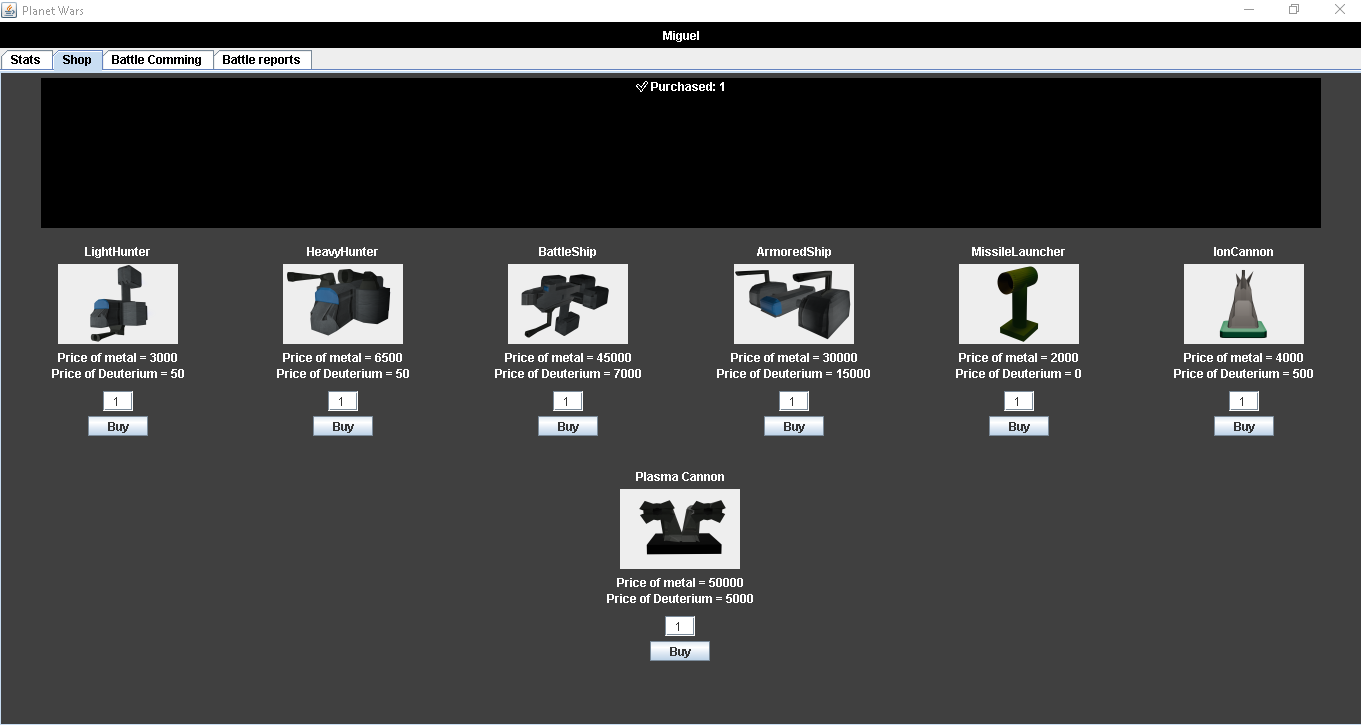 Planet Wars
Miguel
Stats Shop Battle Comming Battle reports
✓Purchased: 1
LightHunter HeavyHunter BattleShip ArmoredShip MissileLauncher IonCannon
Price of metal = 3000 Price of metal = 6500 Price of metal = 45000 Price of metal = 30000 Price of metal = 2000 Price of metal = 4000
Price of Deuterium = 50 Price of Deuterium = 50 Price of Deuterium = 7000 Price of Deuterium = 15000 Price of Deuterium = 0 Price of Deuterium = 500
1 1 1 1 1 1
Buy Buy Buy Buy Buy Buy
Plasma Cannon
Price of metal = 50000
Price of Deuterium = 5000
1
Buy